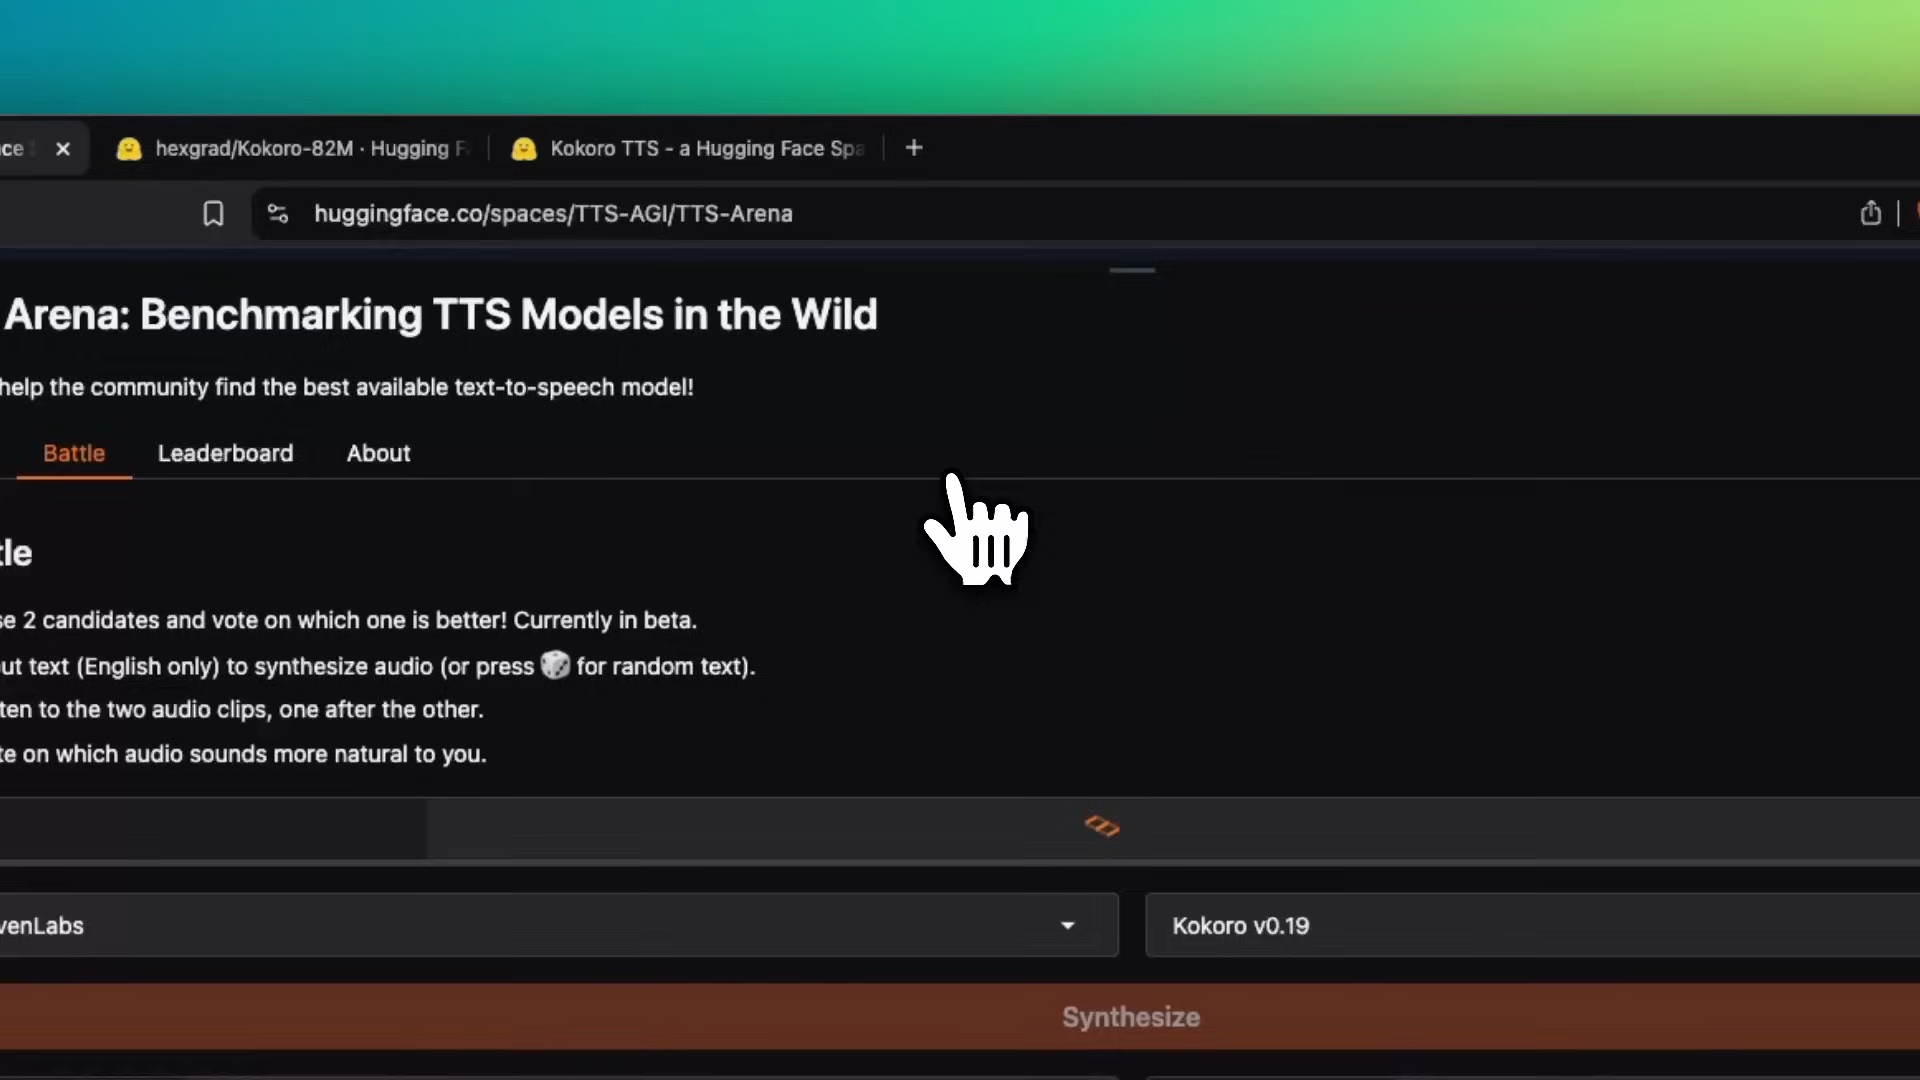 ce
hexgrad/Kokoro-82M · Hugging F
Kokoro TTS - a Hugging Face Spa
huggingface.co/spaces/TTS-AGI/TTS-Arena
Arena: Benchmarking TTS Models in the Wild
help the community find the best available text-to-speech model!
Battle
Leaderboard
About
tle
se 2 candidates and vote on which one is better! Currently in beta.
ut text (English only) to synthesize audio (or press 🎲 for random text).
ten to the two audio clips, one after the other.
te on which audio sounds more natural to you.
venLabs
Kokoro v0.19
Synthesize